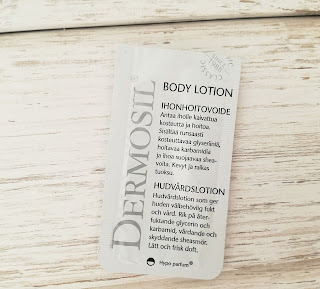 DERMOSIL®
BODY LOTION
IHONHOITOVOIDE
Antaa iholle kaivattua
kosteutta ja hoitoa.
Sisältää runsaasti
kosteuttavaa glyseriiniä,
hoitavaa karbamidia
ja ihoa suojaavaa shea-
voita. Kevyt ja raikas
tuoksu.
HUDVÅRDSLOTION
Hudvårdslotion som ger
huden välbehövlig fukt
och vård. Rik på åter-
fuktande glycerin och
karbamid, vårdande och
skyddande sheasmör.
Lätt och frisk doft.
Hypo parfum®